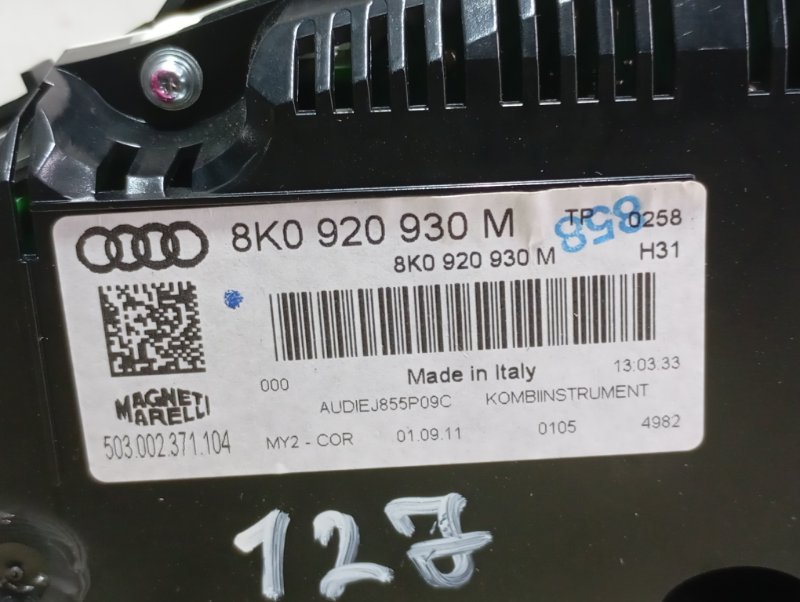 8K0 920 930 M TP 0258
858
8K0 920 930 M H31
000 Made in Italy 13:03.33
MAGNETI
MARELLI
AUDIEJ855P09C KOMBIINSTRUMENT
503.002.371.104 MY2 - COR 01.09.11 0105 4982
127